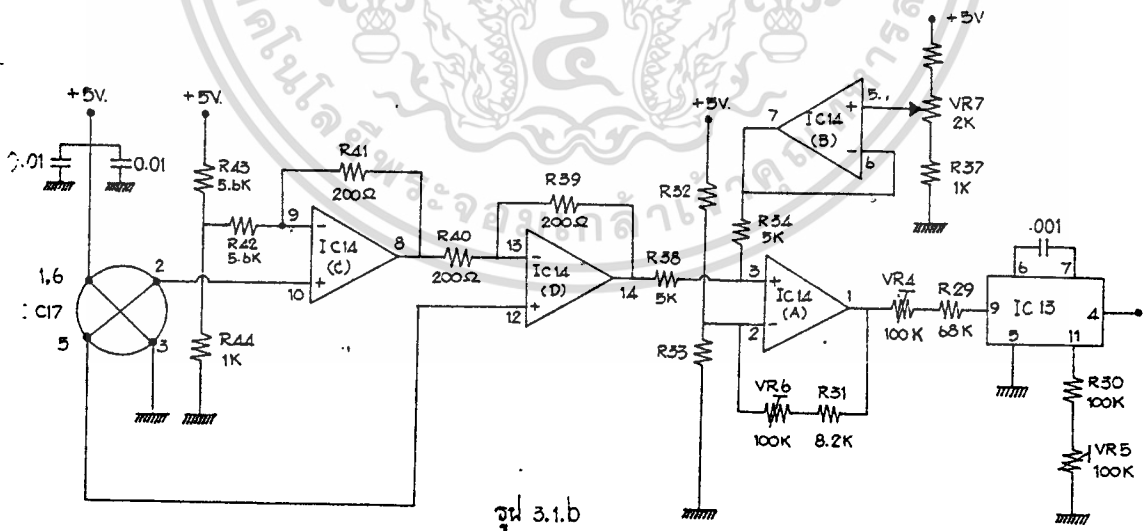 +5V
+5V.
+5V.
+5V.
0.01
0.01
R43
5.6K
R42
5.6K
R44
1K
R41
200Ω
9
-
IC14
(C)
8
10
+
R40
200Ω
R39
200Ω
13
-
IC14
(D)
14
12
+
R38
5K
R32
R33
R34
5K
7
IC14
(B)
5
+
6
-
VR7
2K
R37
1K
3
+
IC14
(A)
1
2
-
VR6
100K
R31
8.2K
VR4
100K
R29
68K
.001
6
7
9
IC13
4
5
11
R30
100K
VR5
100K
1,6
2
C17
5
3
รูป 3.1.b